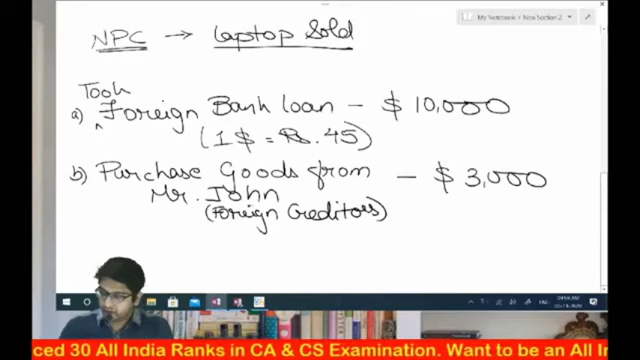 My Notebook » New Section 2
NPC → Laptop Sold
Took
a) Foreign Bank loan - $ 10,000
(1$ = Rs. 45)
b) Purchase Goods from - $ 3,000
Mr. John
(Foreign Creditors)
ENG
ced 30 All India Ranks in CA & CS Examination. Want to be an All In